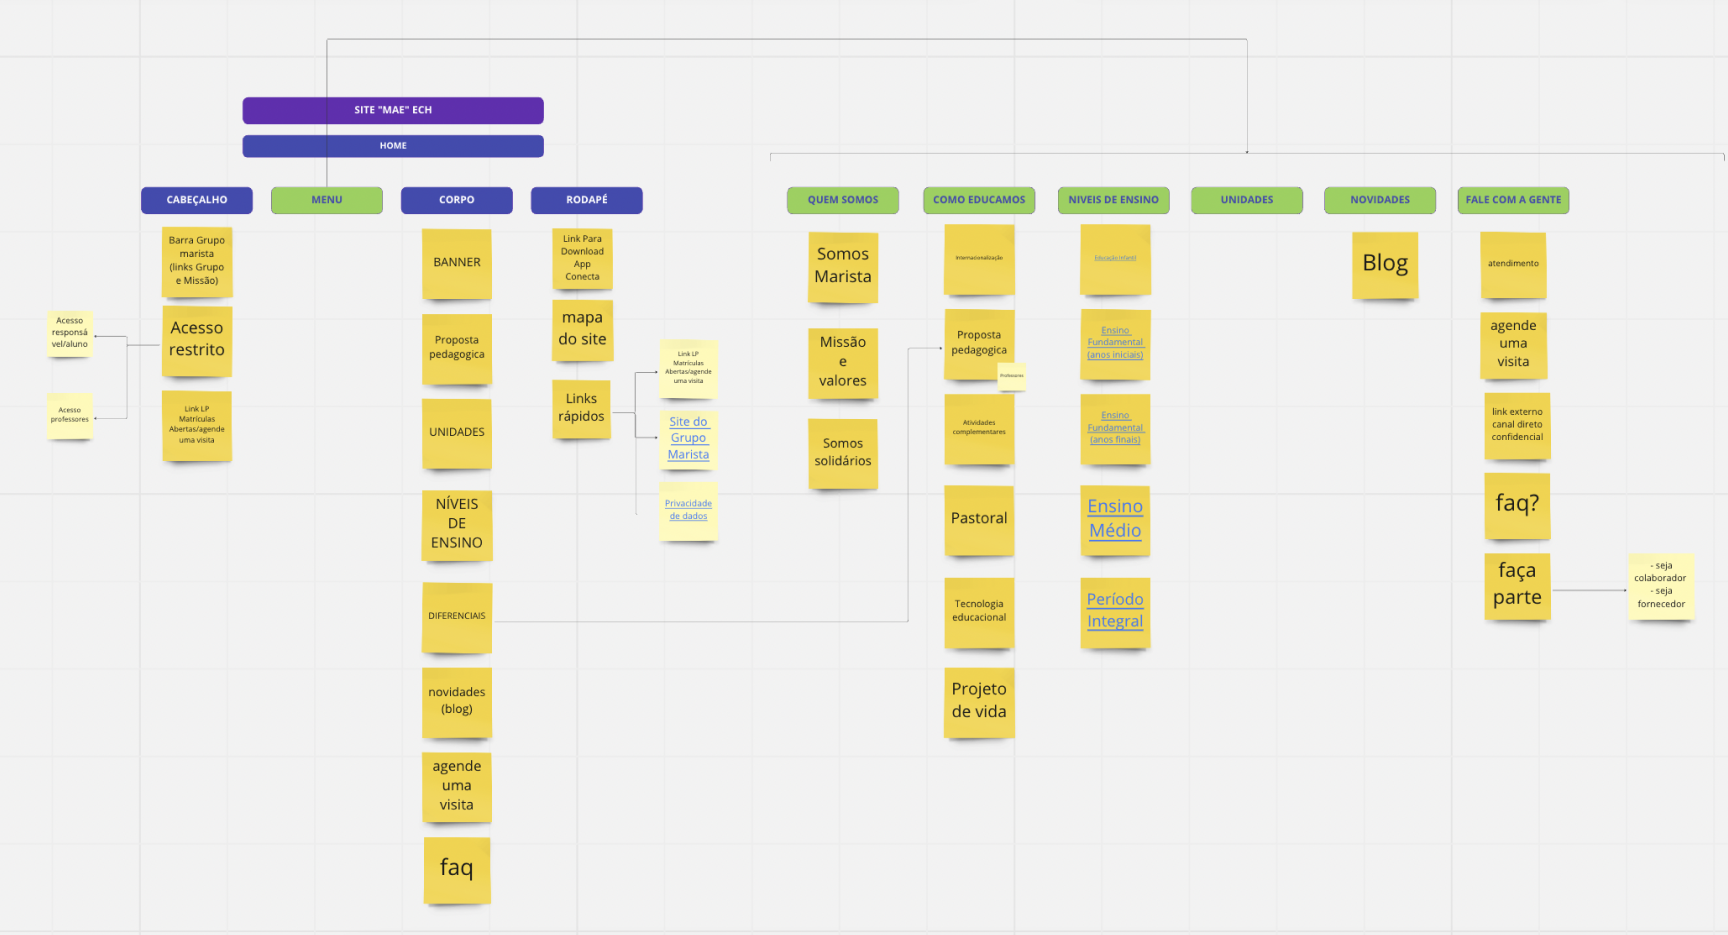 SITE "MAE" ECH
HOME
CABEÇALHO
MENU
CORPO
RODAPÉ
QUEM SOMOS
COMO EDUCAMOS
NIVEIS DE ENSINO
UNIDADES
NOVIDADES
FALE COM A GENTE
Barra Grupo
marista
(links Grupo
e Missão)
Acesso
restrito
Acesso
responsá
vel/aluno
Acesso
professores
Link LP
Matrículas
Abertas/agende
uma visita
BANNER
Proposta
pedagogica
UNIDADES
NÍVEIS
DE
ENSINO
DIFERENCIAIS
novidades
(blog)
agende
uma
visita
faq
Link Para
Download
App
Conecta
mapa
do site
Links
rápidos
Link LP
Matrículas
Abertas/agende
uma visita
Site do
Grupo
Marista
Privacidade
de dados
Somos
Marista
Missão
e
valores
Somos
solidários
Internacionalização
Proposta
pedagogica
Professores
Atividades
complementares
Pastoral
Tecnologia
educacional
Projeto
de vida
Educação Infantil
Ensino
Fundamental
(anos iniciais)
Ensino
Fundamental
(anos finais)
Ensino
Médio
Período
Integral
Blog
atendimento
agende
uma
visita
link externo
canal direto
confidencial
faq?
faça
parte
- seja
colaborador
- seja
fornecedor